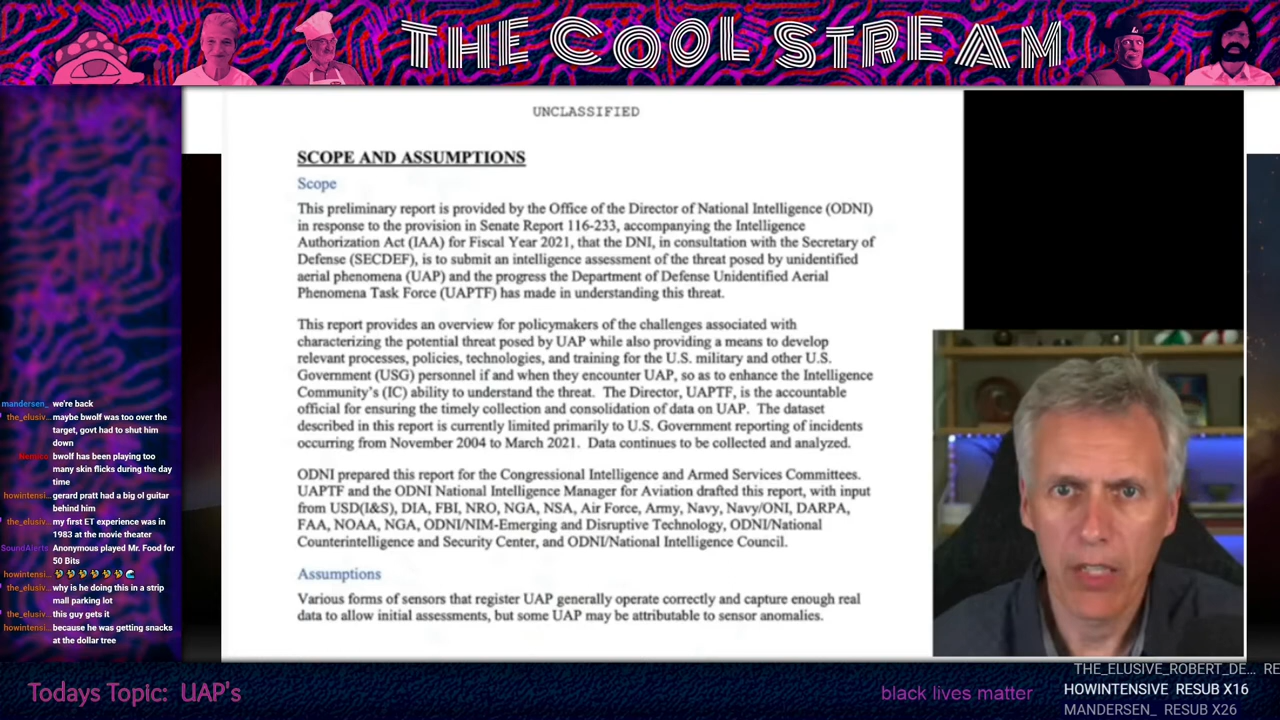 THE COOL STREAM
UNCLASSIFIED
SCOPE AND ASSUMPTIONS
Scope
This preliminary report is provided by the Office of the Director of National Intelligence (ODNI)
in response to the provision in Senate Report 116-233, accompanying the Intelligence
Authorization Act (IAA) for Fiscal Year 2021, that the DNI, in consultation with the Secretary of
Defense (SECDEF), is to submit an intelligence assessment of the threat posed by unidentified
aerial phenomena (UAP) and the progress the Department of Defense Unidentified Aerial
Phenomena Task Force (UAPTF) has made in understanding this threat.
This report provides an overview for policymakers of the challenges associated with
characterizing the potential threat posed by UAP while also providing a means to develop
relevant processes, policies, technologies, and training for the U.S. military and other U.S.
Government (USG) personnel if and when they encounter UAP, so as to enhance the Intelligence
Community's (IC) ability to understand the threat. The Director, UAPTF, is the accountable
official for ensuring the timely collection and consolidation of data on UAP. The dataset
described in this report is currently limited primarily to U.S. Government reporting of incidents
occurring from November 2004 to March 2021. Data continues to be collected and analyzed.
ODNI prepared this report for the Congressional Intelligence and Armed Services Committees.
UAPTF and the ODNI National Intelligence Manager for Aviation drafted this report, with input
from USD(I&S), DIA, FBI, NRO, NGA, NSA, Air Force, Army, Navy, Navy/ONI, DARPA,
FAA, NOAA, NGA, ODNI/NIM-Emerging and Disruptive Technology, ODNI/National
Counterintelligence and Security Center, and ODNI/National Intelligence Council.
Assumptions
Various forms of sensors that register UAP generally operate correctly and capture enough real
data to allow initial assessments, but some UAP may be attributable to sensor anomalies.
mandersen_ we're back
the_elusiv... maybe bwolf was too over the
target, govt had to shut him
down
Nemico bwolf has been playing too
many skin flicks during the day
time
howintensi... gerard pratt had a big ol guitar
behind him
the_elusiv... my first ET experience was in
1983 at the movie theater
SoundAlerts Anonymous played Mr. Food for
50 Bits
howintensi...
the_elusiv... why is he doing this in a strip
mall parking lot
the_elusiv... this guy gets it
howintensi... because he was getting snacks
at the dollar tree
Todays Topic: UAP's
black lives matter
THE_ELUSIVE_ROBERT_DE... RE
HOWINTENSIVE RESUB X16
MANDERSEN_ RESUB X26